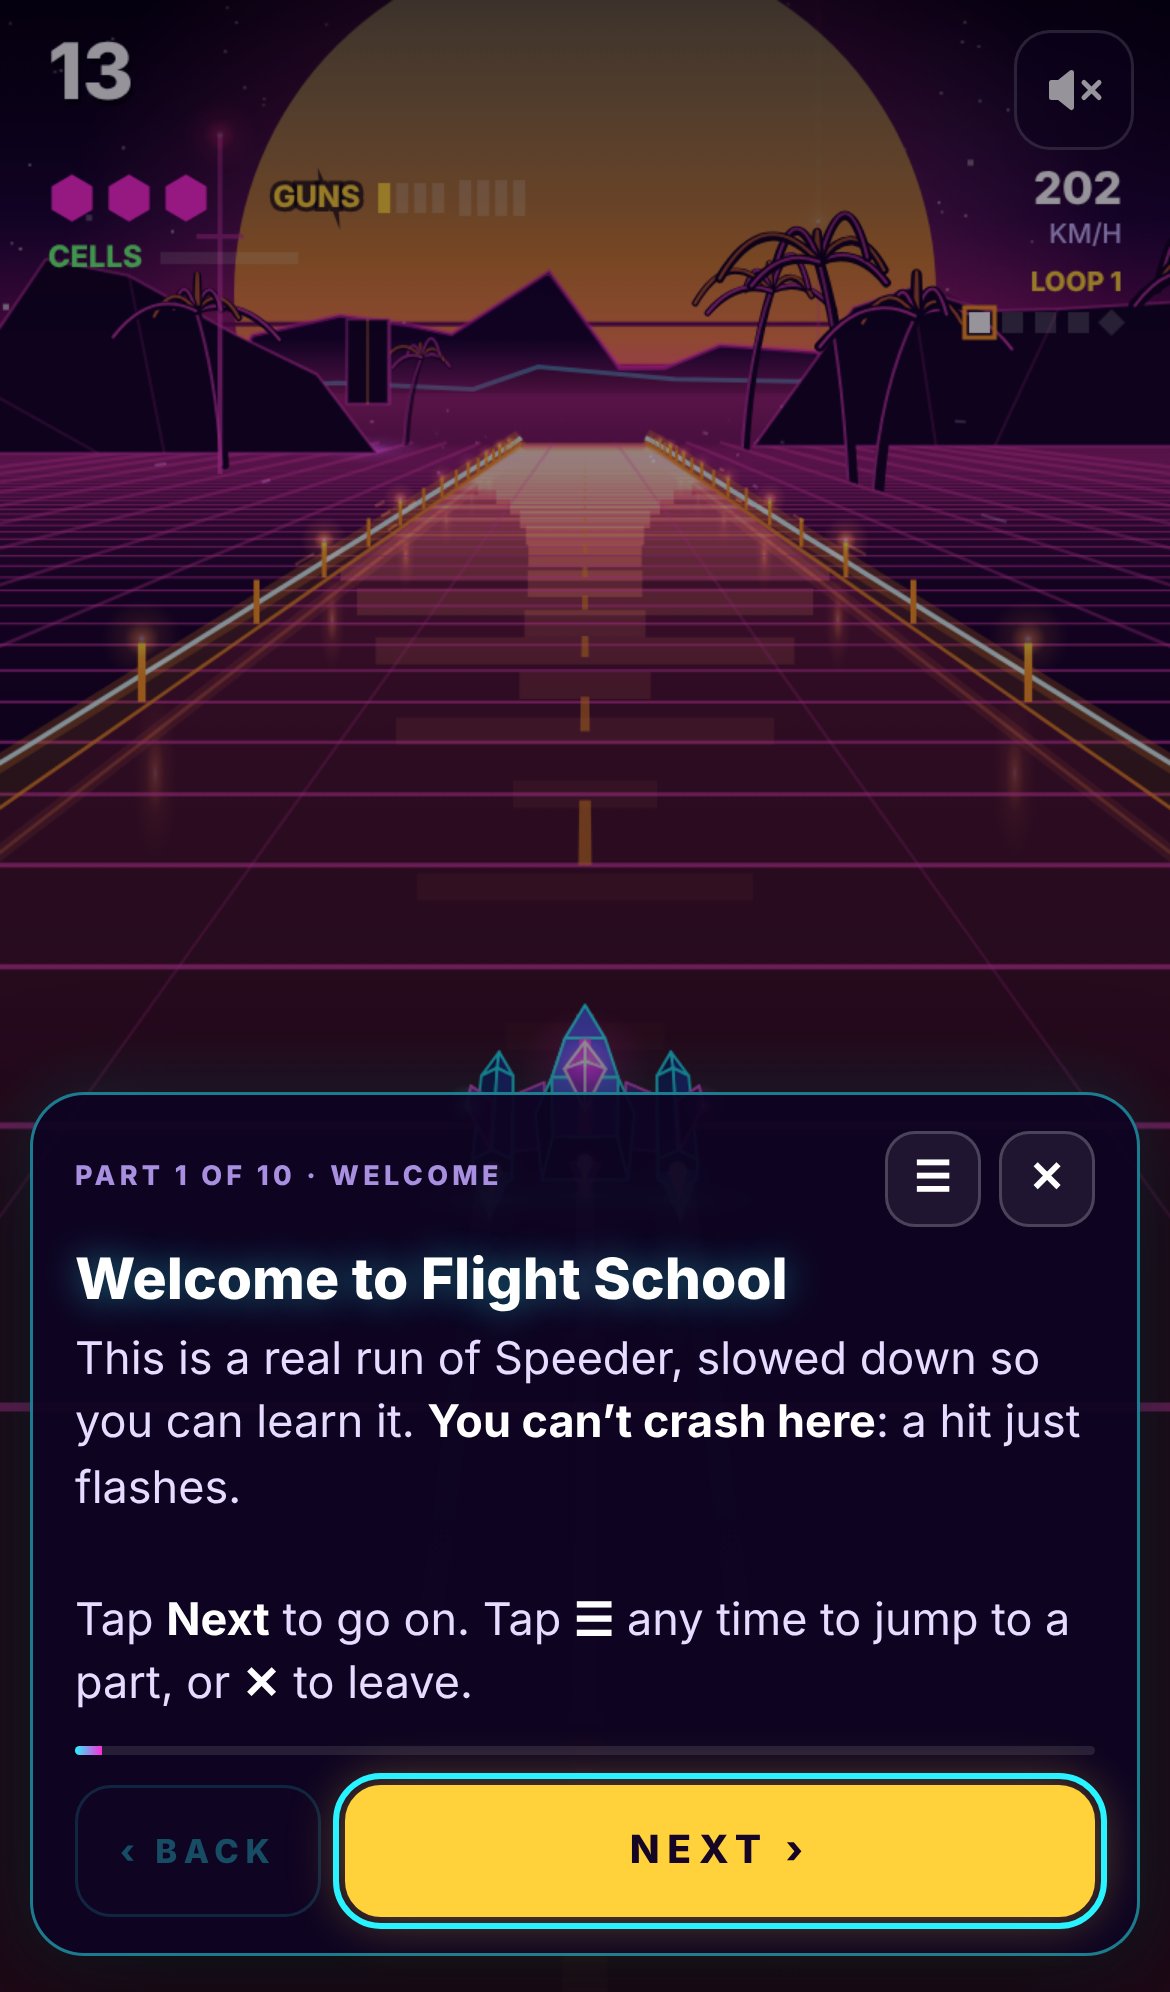 13
GUNS
CELLS
202
KM/H
LOOP 1
PART 1 OF 10 · WELCOME
☰ ✕
Welcome to Flight School
This is a real run of Speeder, slowed down so
you can learn it. You can’t crash here: a hit just
flashes.
Tap Next to go on. Tap ☰ any time to jump to a
part, or ✕ to leave.
‹ BACK
NEXT ›